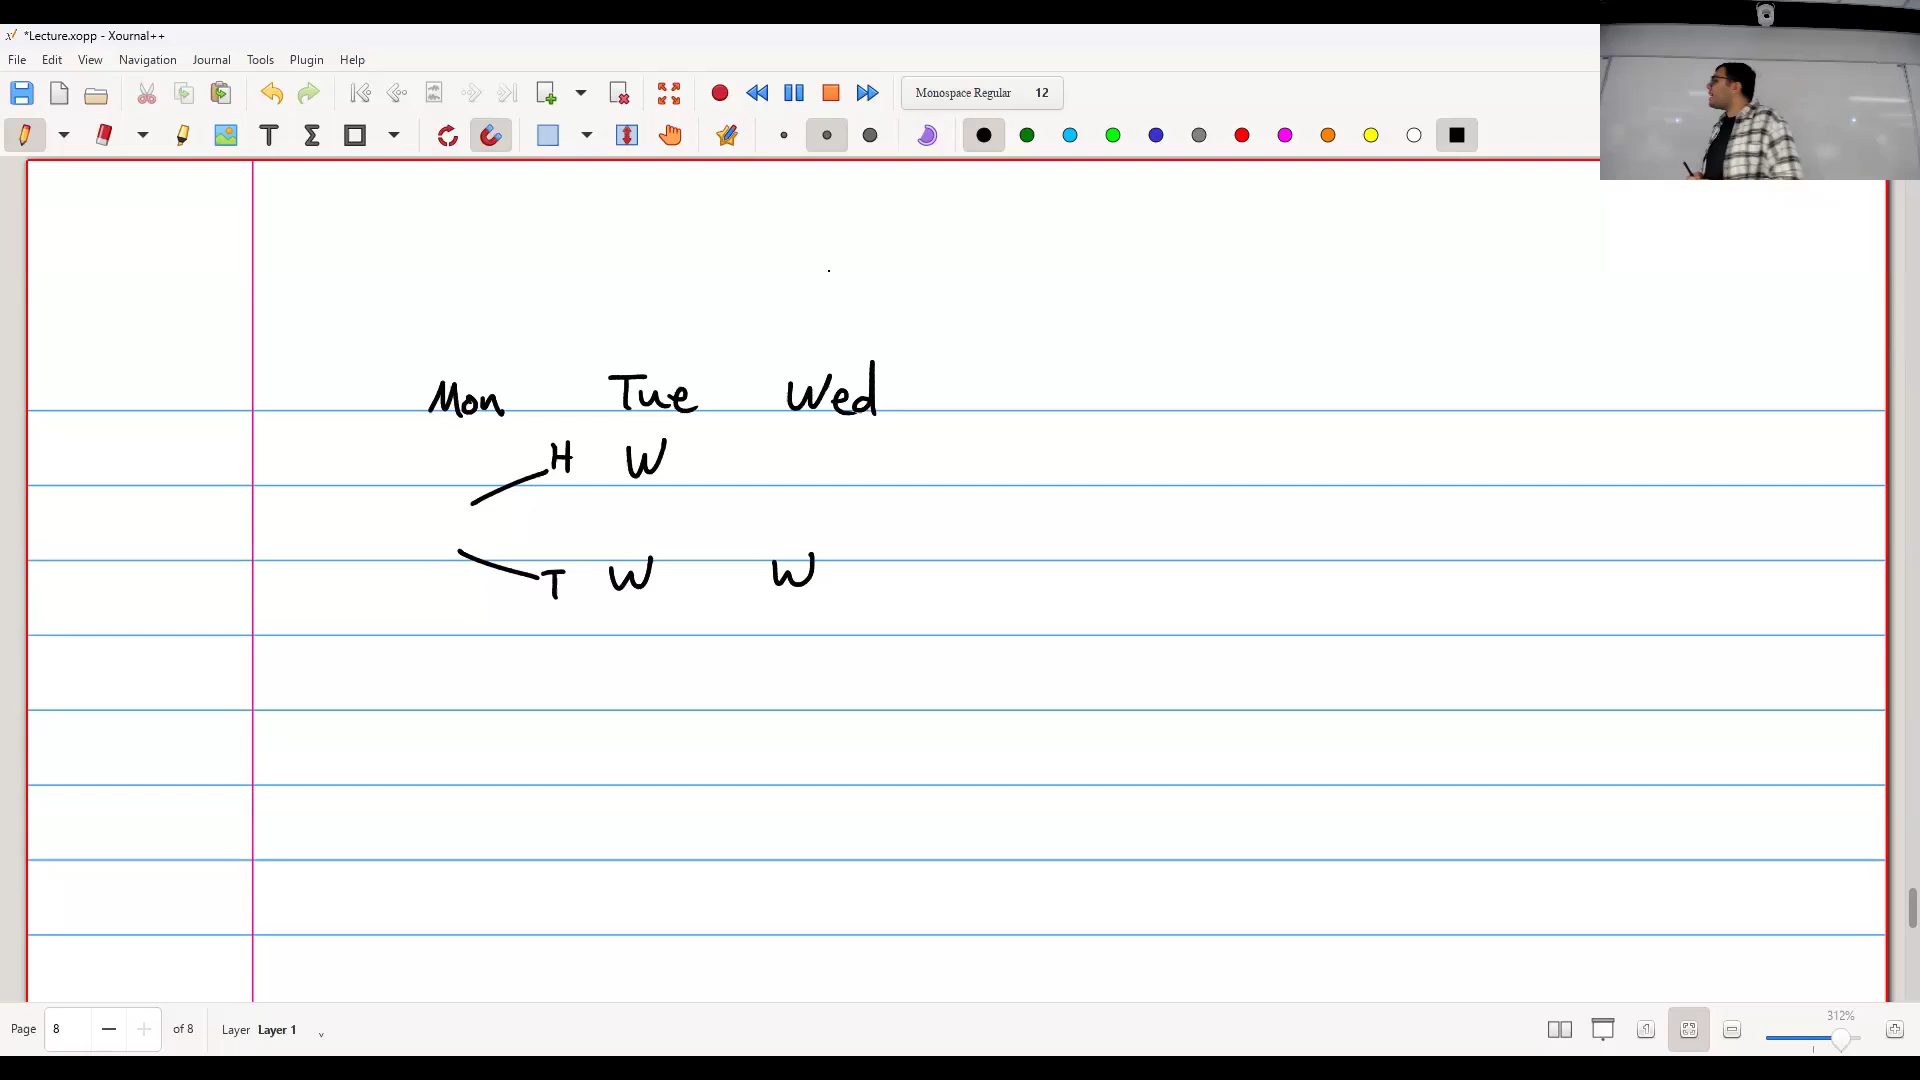 *Lecture.xopp - Xournal++
File Edit View Navigation Journal Tools Plugin Help
Monospace Regular 12
Mon Tue Wed
H W
T W W
Page 8 of 8 Layer Layer 1
312%